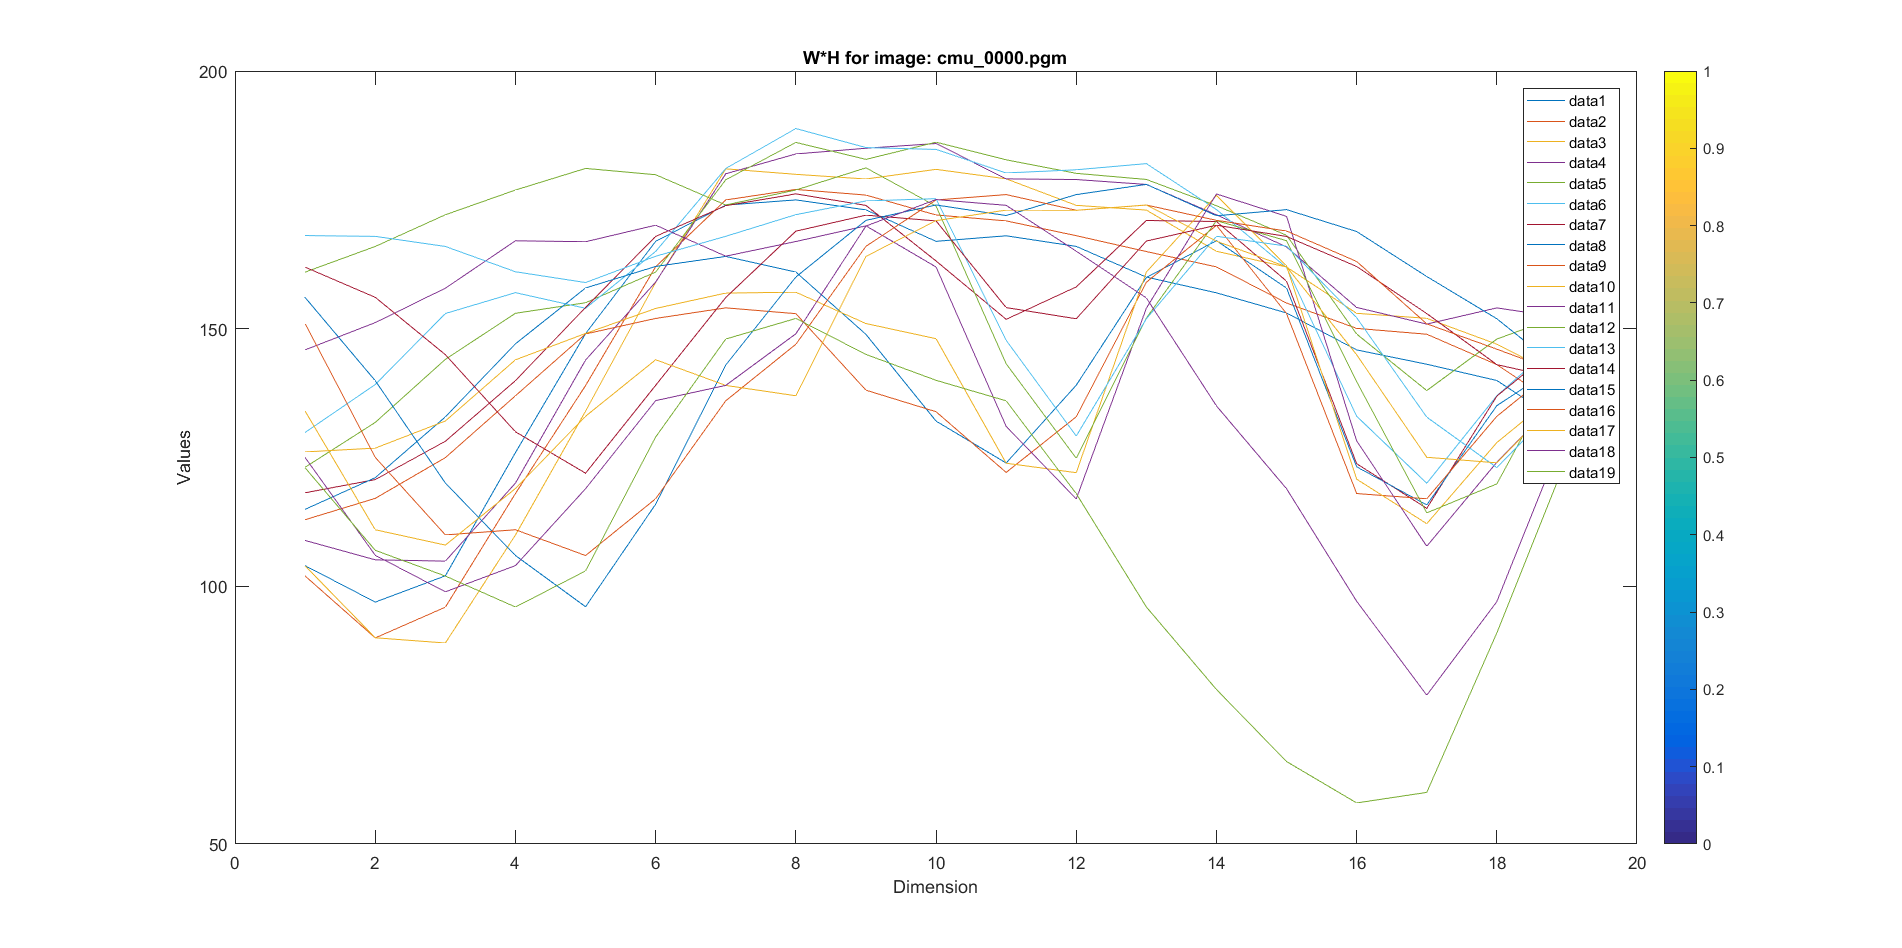 W*H for image: cmu_0000.pgm
Values
200
150
100
50
0
2
4
6
8
10
12
14
16
18
20
Dimension
data1
data2
data3
data4
data5
data6
data7
data8
data9
data10
data11
data12
data13
data14
data15
data16
data17
data18
data19
1
0.9
0.8
0.7
0.6
0.5
0.4
0.3
0.2
0.1
0